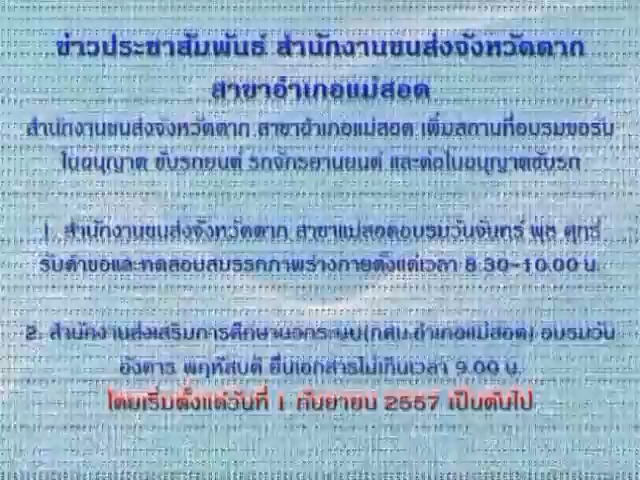 ข่าวประชาสัมพันธ์ สำนักงานขนส่งจังหวัดตาก
สาขาอำเภอแม่สอด
สำนักงานขนส่งจังหวัดตาก สาขาอำเภอแม่สอด เพิ่มสถานที่อบรมขอรับ
ใบอนุญาต ขับรถยนต์ รถจักรยานยนต์ และต่อใบอนุญาตขับรถ
1. สำนักงานขนส่งจังหวัดตาก สาขาแม่สอดอบรมวันจันทร์ พุธ ศุกร์
รับคำขอและทดสอบสมรรถภาพร่างกายตั้งแต่เวลา 8.30-10.00 น.
2. สำนักงานส่งเสริมการศึกษานอกระบบ(กศน.อำเภอแม่สอด) อบรมวัน
อังคาร พฤหัสบดี ยื่นเอกสารไม่เกินเวลา 9.00 น.
โดยเริ่มตั้งแต่วันที่ 1 กันยายน 2557 เป็นต้นไป